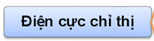 Điện cực chỉ thị